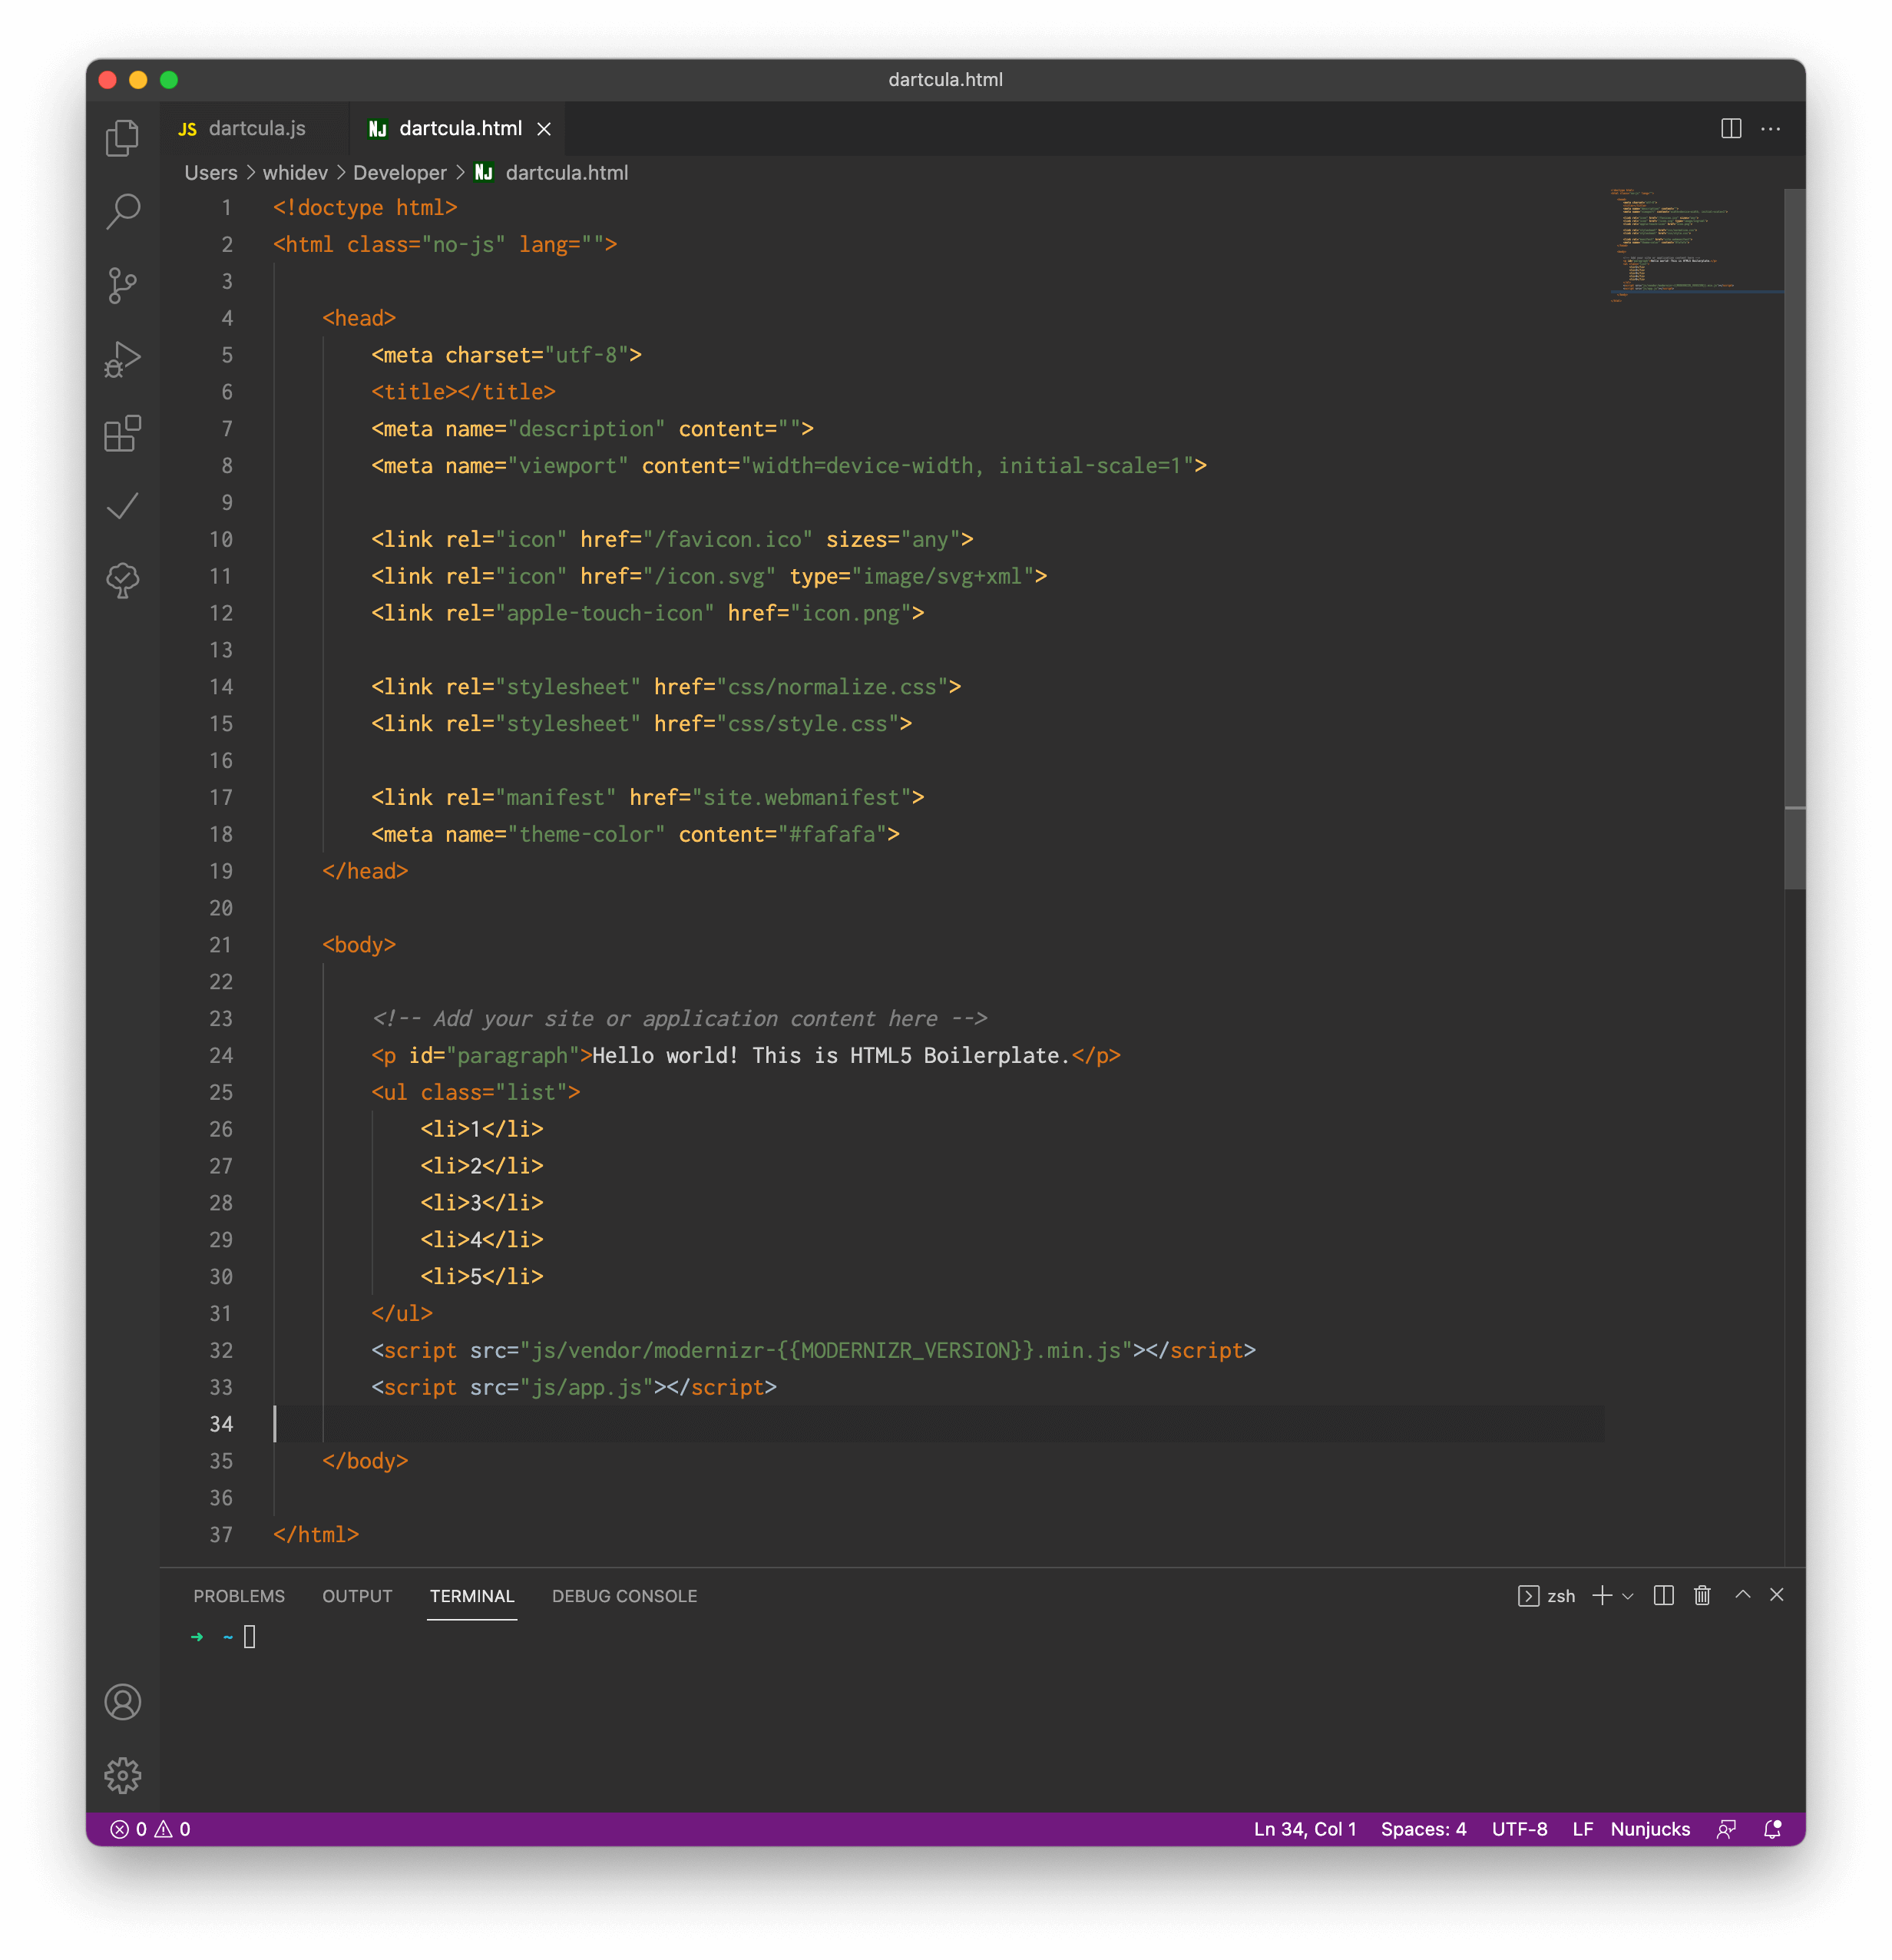 dartcula.html
JS dartcula.js NJ dartcula.html
Users > whidev > Developer > NJ dartcula.html
1 <!doctype html>
2 <html class="no-js" lang="">
3
4     <head>
5         <meta charset="utf-8">
6         <title></title>
7         <meta name="description" content="">
8         <meta name="viewport" content="width=device-width, initial-scale=1">
9
10         <link rel="icon" href="/favicon.ico" sizes="any">
11         <link rel="icon" href="/icon.svg" type="image/svg+xml">
12         <link rel="apple-touch-icon" href="icon.png">
13
14         <link rel="stylesheet" href="css/normalize.css">
15         <link rel="stylesheet" href="css/style.css">
16
17         <link rel="manifest" href="site.webmanifest">
18         <meta name="theme-color" content="#fafafa">
19     </head>
20
21     <body>
22
23         <!-- Add your site or application content here -->
24         <p id="paragraph">Hello world! This is HTML5 Boilerplate.</p>
25         <ul class="list">
26             <li>1</li>
27             <li>2</li>
28             <li>3</li>
29             <li>4</li>
30             <li>5</li>
31         </ul>
32         <script src="js/vendor/modernizr-{{MODERNIZR_VERSION}}.min.js"></script>
33         <script src="js/app.js"></script>
34
35     </body>
36
37 </html>
PROBLEMS OUTPUT TERMINAL DEBUG CONSOLE zsh
➜ ~
0 0 Ln 34, Col 1 Spaces: 4 UTF-8 LF Nunjucks